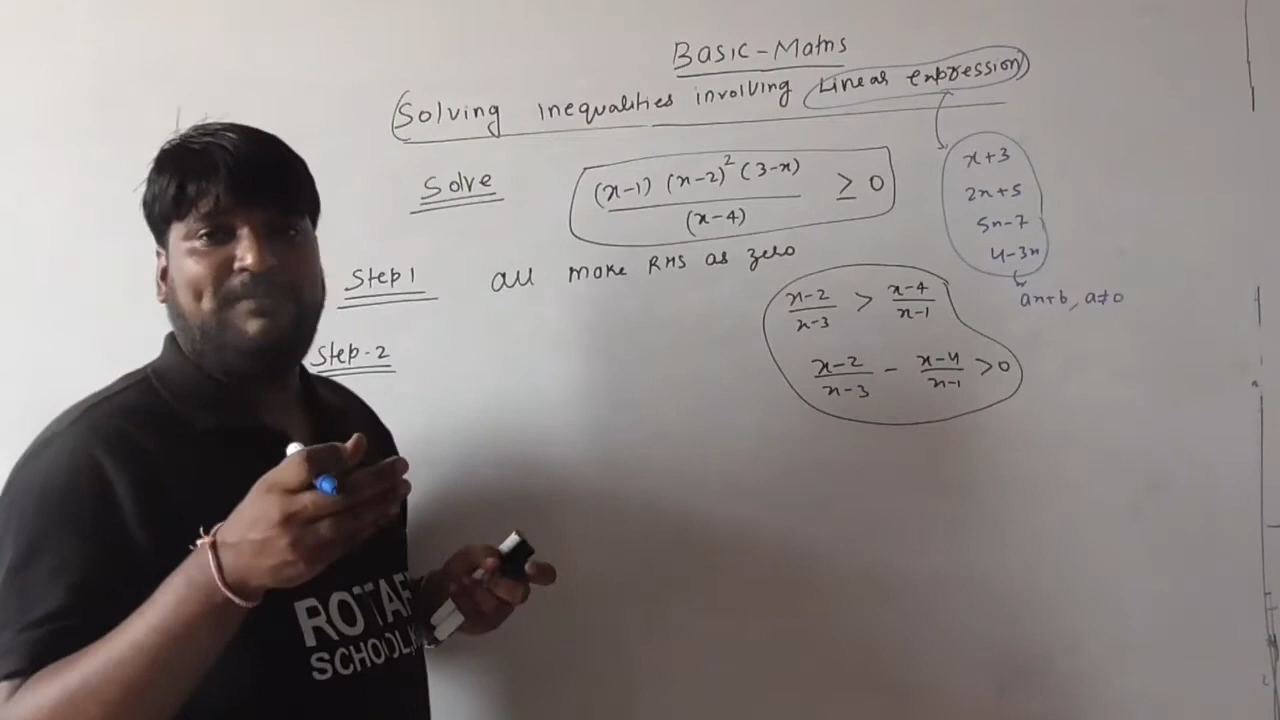 Basic-Maths
Solving inequalities involving Linear expression
Solve
(x-1) (x-2)² (3-x)
(x-4)
≥ 0
x+3
2x+5
5x-7
4-3x
ax+b, a≠0
Step 1 all make RHS as zero
x-2/x-3 > x-4/x-1
Step-2
x-2/x-3 - x-4/x-1 >0
SCHOOL